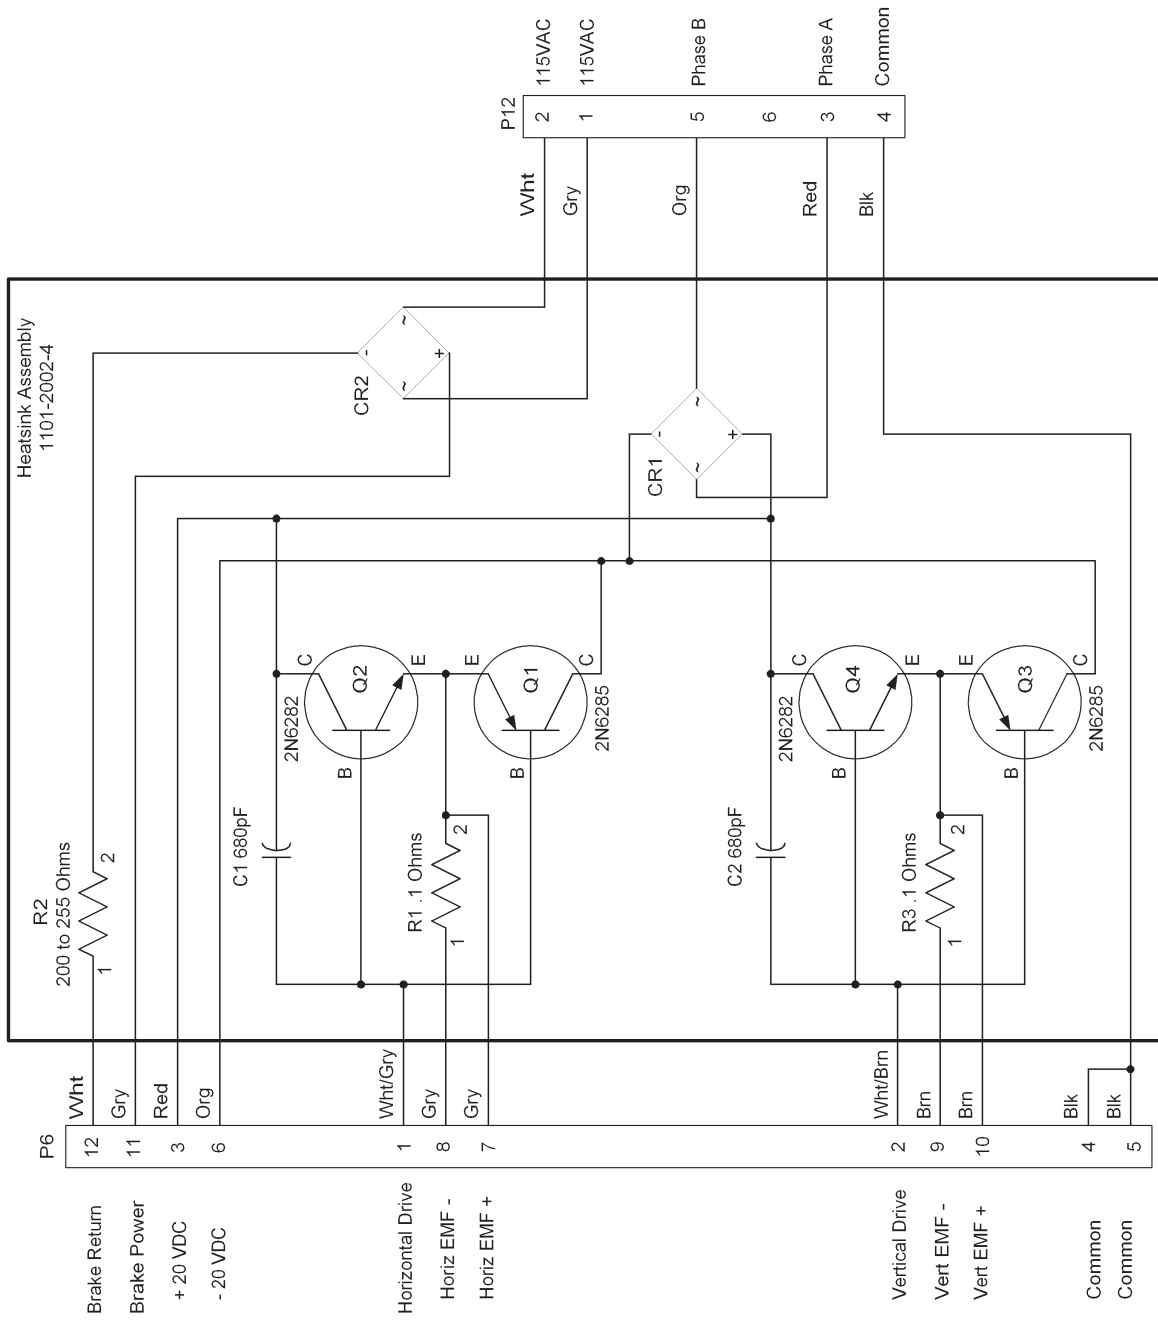 Heatsink Assembly
1101-2002-4
P12
2 115VAC
1 115VAC
5 Phase B
6
3 Phase A
4 Common
Wht
Gry
Org
Red
Blk
CR2
~
-
+
~
CR1
~
-
+
~
R2
200 to 255 Ohms
1
2
C1 680pF
2N6282
Q2
C
B
E
2N6285
Q1
E
B
C
R1 .1 Ohms
1
2
C2 680pF
2N6282
Q4
C
B
E
2N6285
Q3
E
B
C
R3 .1 Ohms
1
2
P6
Brake Return 12 Wht
Brake Power 11 Gry
+ 20 VDC 3 Red
- 20 VDC 6 Org
Horizontal Drive 1 Wht/Gry
Horiz EMF - 8 Gry
Horiz EMF + 7 Gry
Vertical Drive 2 Wht/Brn
Vert EMF - 9 Brn
Vert EMF + 10 Brn
Common 4 Blk
Common 5 Blk